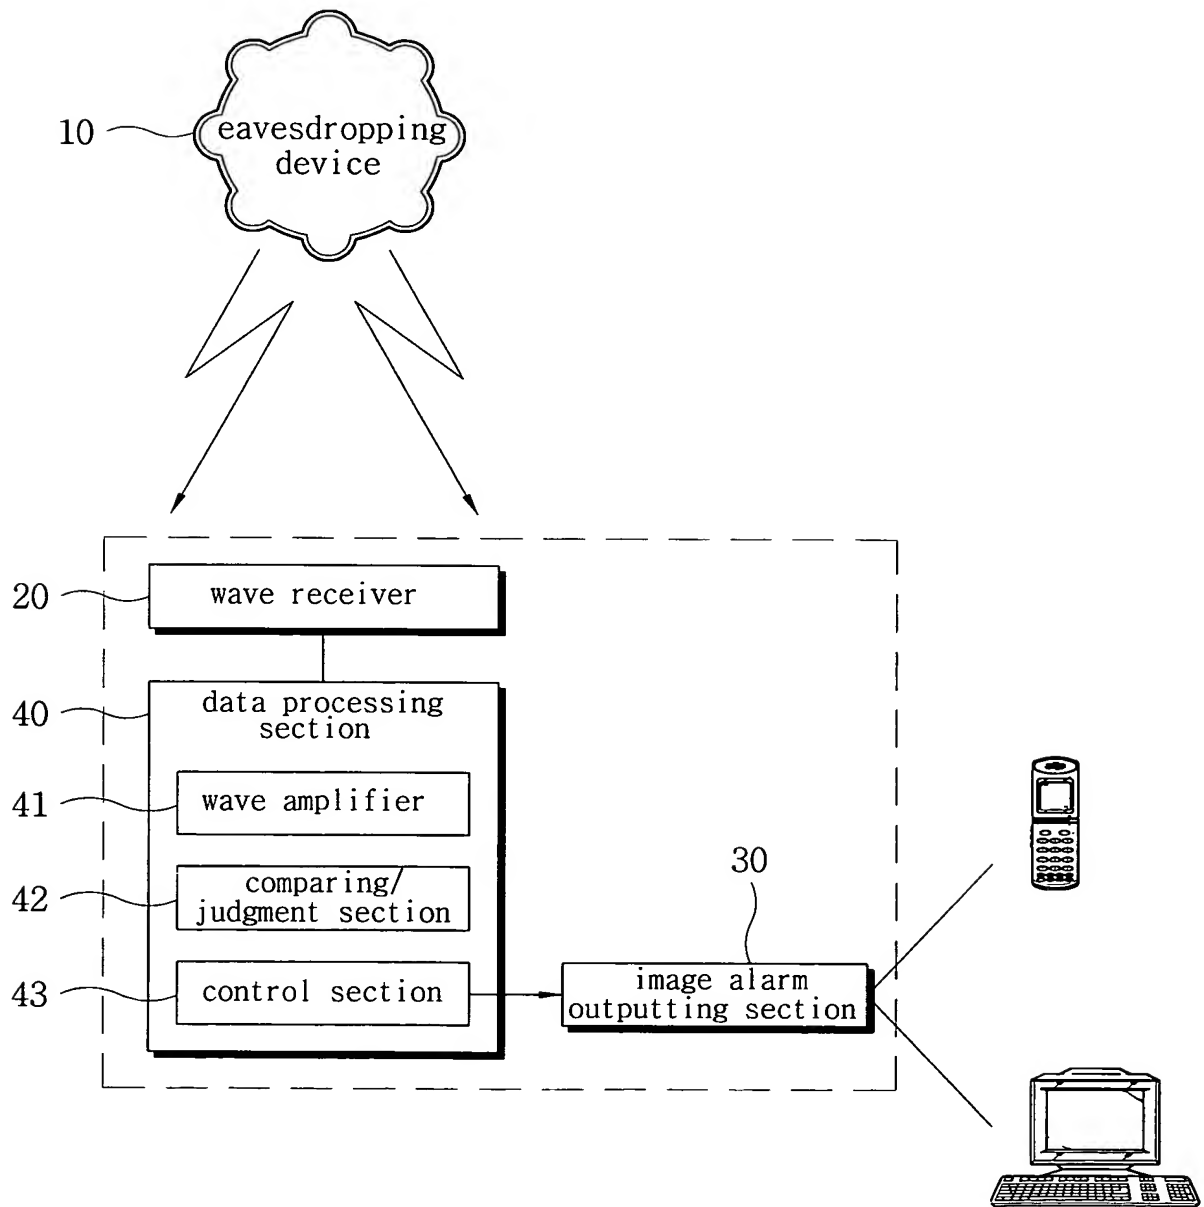 10
eavesdropping
device
20
wave receiver
40
data processing
section
41
wave amplifier
42
comparing/
judgment section
43
control section
30
image alarm
outputting section